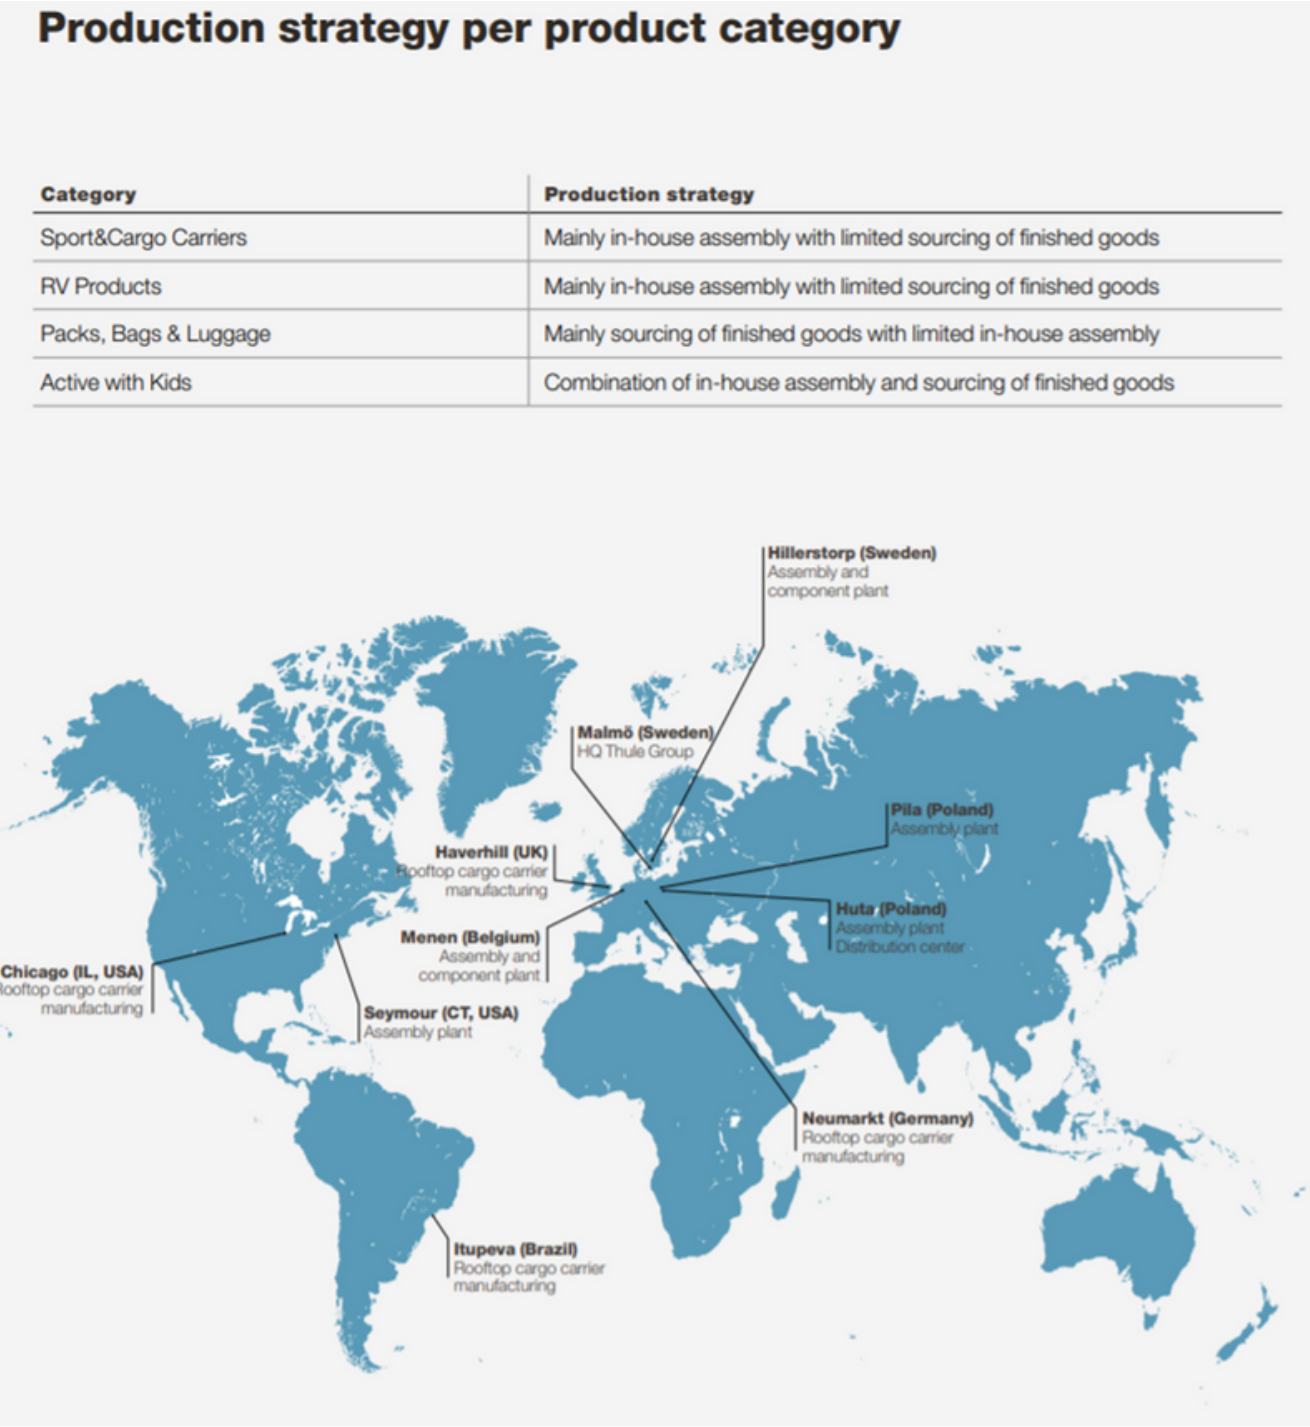 Production strategy per product category
Category Production strategy
Sport&Cargo Carriers Mainly in-house assembly with limited sourcing of finished goods
RV Products Mainly in-house assembly with limited sourcing of finished goods
Packs, Bags & Luggage Mainly sourcing of finished goods with limited in-house assembly
Active with Kids Combination of in-house assembly and sourcing of finished goods
Hillerstorp (Sweden)
Assembly and
component plant
Malmö (Sweden)
HQ Thule Group
Pila (Poland)
Assembly plant
Haverhill (UK)
Rooftop cargo carrier
manufacturing
Huta (Poland)
Assembly plant
Distribution center
Menen (Belgium)
Assembly and
component plant
Chicago (IL, USA)
Rooftop cargo carrier
manufacturing
Seymour (CT, USA)
Assembly plant
Neumarkt (Germany)
Rooftop cargo carrier
manufacturing
Itupeva (Brazil)
Rooftop cargo carrier
manufacturing